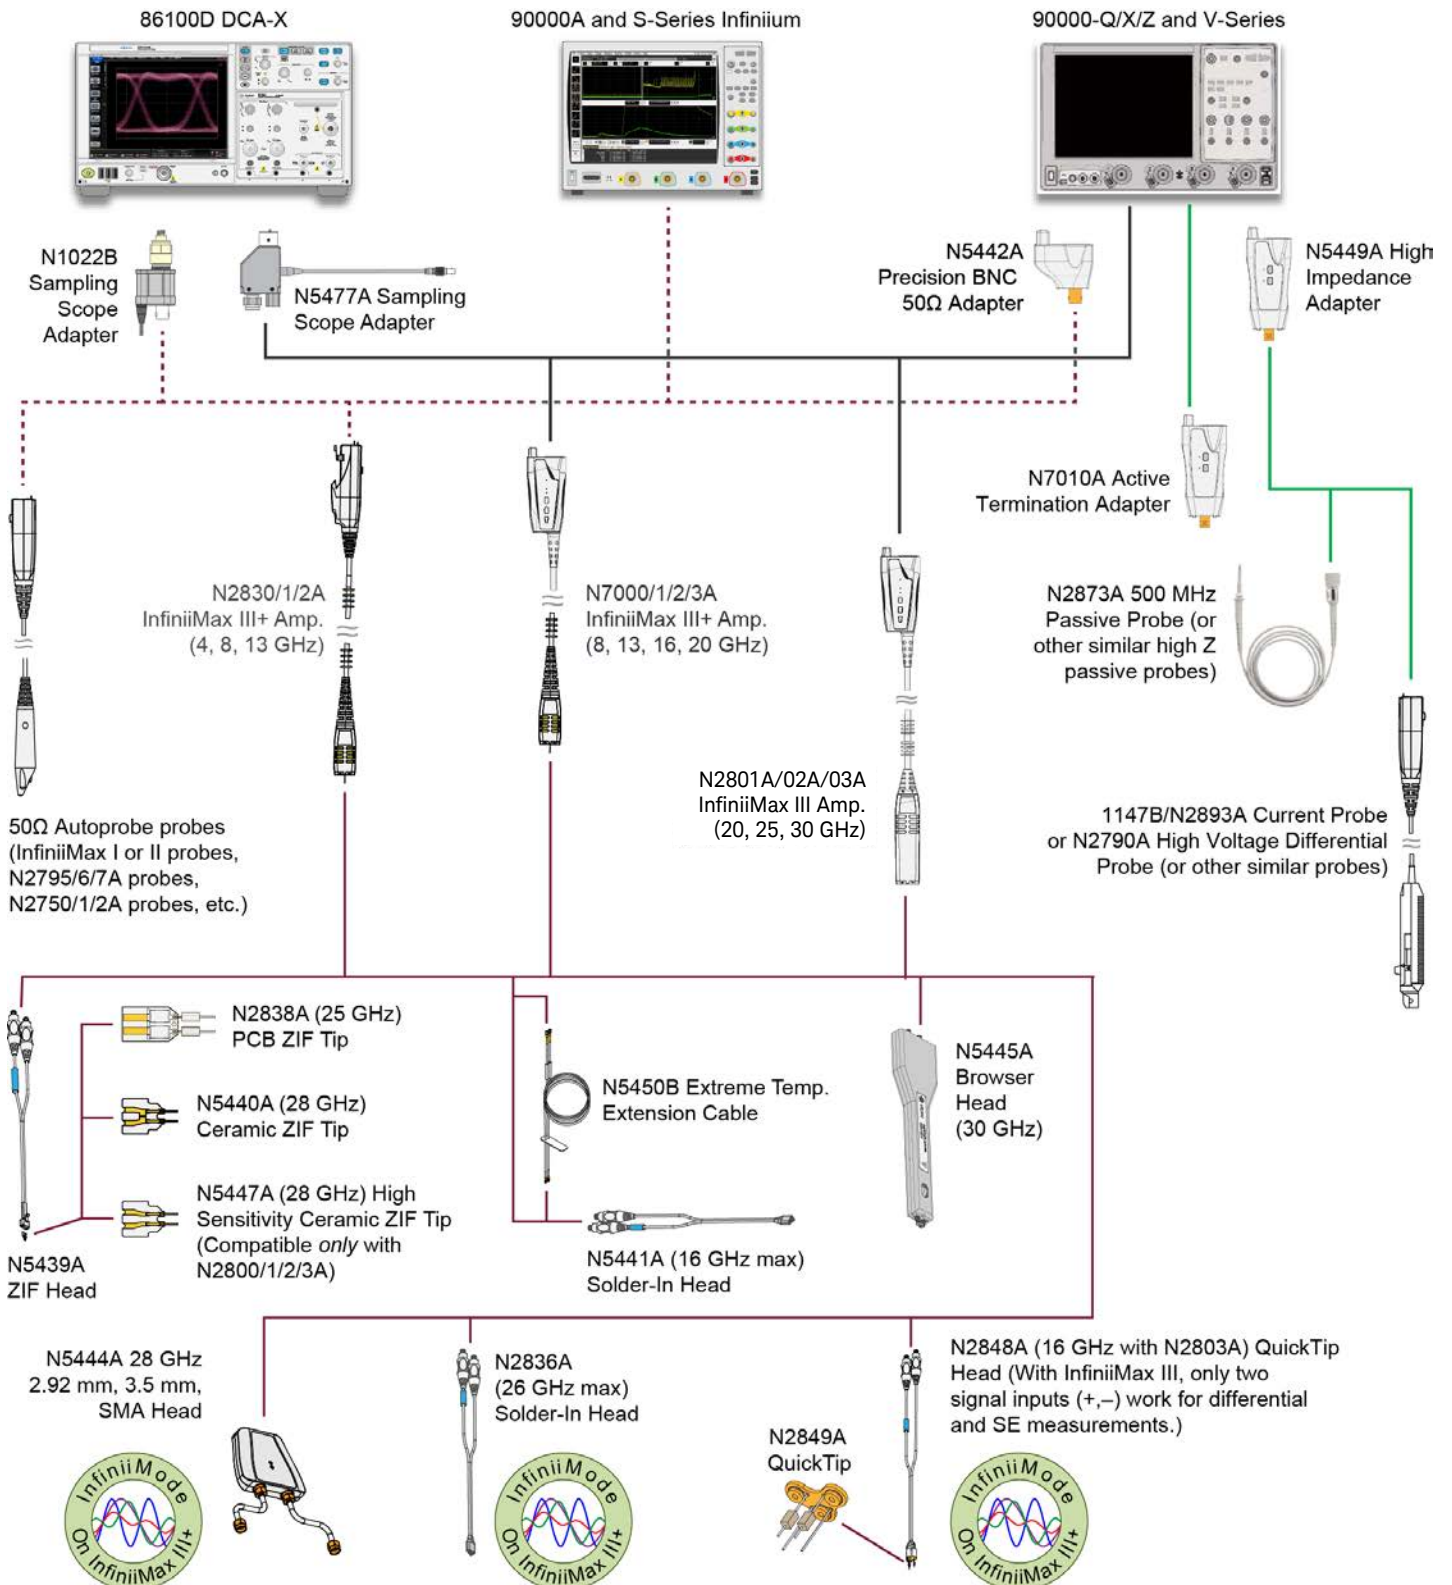 86100D DCA-X
90000A and S-Series Infiniium
90000-Q/X/Z and V-Series
N1022B
Sampling
Scope
Adapter
N5477A Sampling
Scope Adapter
N5442A
Precision BNC
50Ω Adapter
N5449A High
Impedance
Adapter
N7010A Active
Termination Adapter
N2830/1/2A
InfiniiMax III+ Amp.
(4, 8, 13 GHz)
N7000/1/2/3A
InfiniiMax III+ Amp.
(8, 13, 16, 20 GHz)
N2873A 500 MHz
Passive Probe (or
other similar high Z
passive probes)
N2801A/02A/03A
InfiniiMax III Amp.
(20, 25, 30 GHz)
50Ω Autoprobe probes
(InfiniiMax I or II probes,
N2795/6/7A probes,
N2750/1/2A probes, etc.)
1147B/N2893A Current Probe
or N2790A High Voltage Differential
Probe (or other similar probes)
N2838A (25 GHz)
PCB ZIF Tip
N5440A (28 GHz)
Ceramic ZIF Tip
N5447A (28 GHz) High
Sensitivity Ceramic ZIF Tip
(Compatible only with
N2800/1/2/3A)
N5439A
ZIF Head
N5450B Extreme Temp.
Extension Cable
N5441A (16 GHz max)
Solder-In Head
N5445A
Browser
Head
(30 GHz)
N5444A 28 GHz
2.92 mm, 3.5 mm,
SMA Head
InfiniiMode
On InfiniiMax III+
N2836A
(26 GHz max)
Solder-In Head
InfiniiMode
On InfiniiMax III+
N2849A
QuickTip
N2848A (16 GHz with N2803A) QuickTip
Head (With InfiniiMax III, only two
signal inputs (+,–) work for differential
and SE measurements.)
InfiniiMode
On InfiniiMax III+